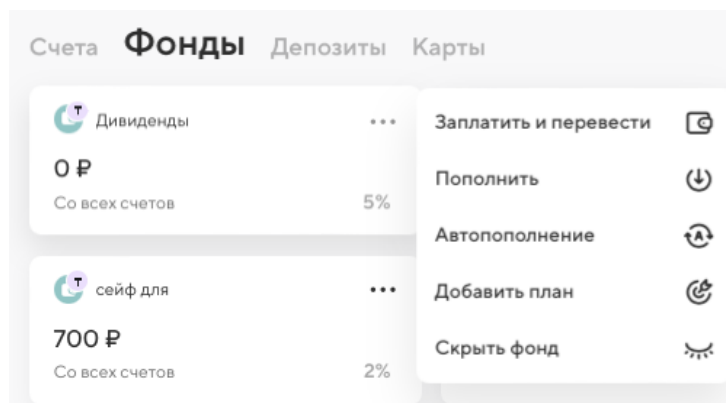 Счета Фонды Депозиты Карты
Т Дивиденды ...
0 ₽
Со всех счетов 5%
Т сейф для ...
700 ₽
Со всех счетов 2%
Заплатить и перевести
Пополнить
Автопополнение
А
Добавить план
Скрыть фонд